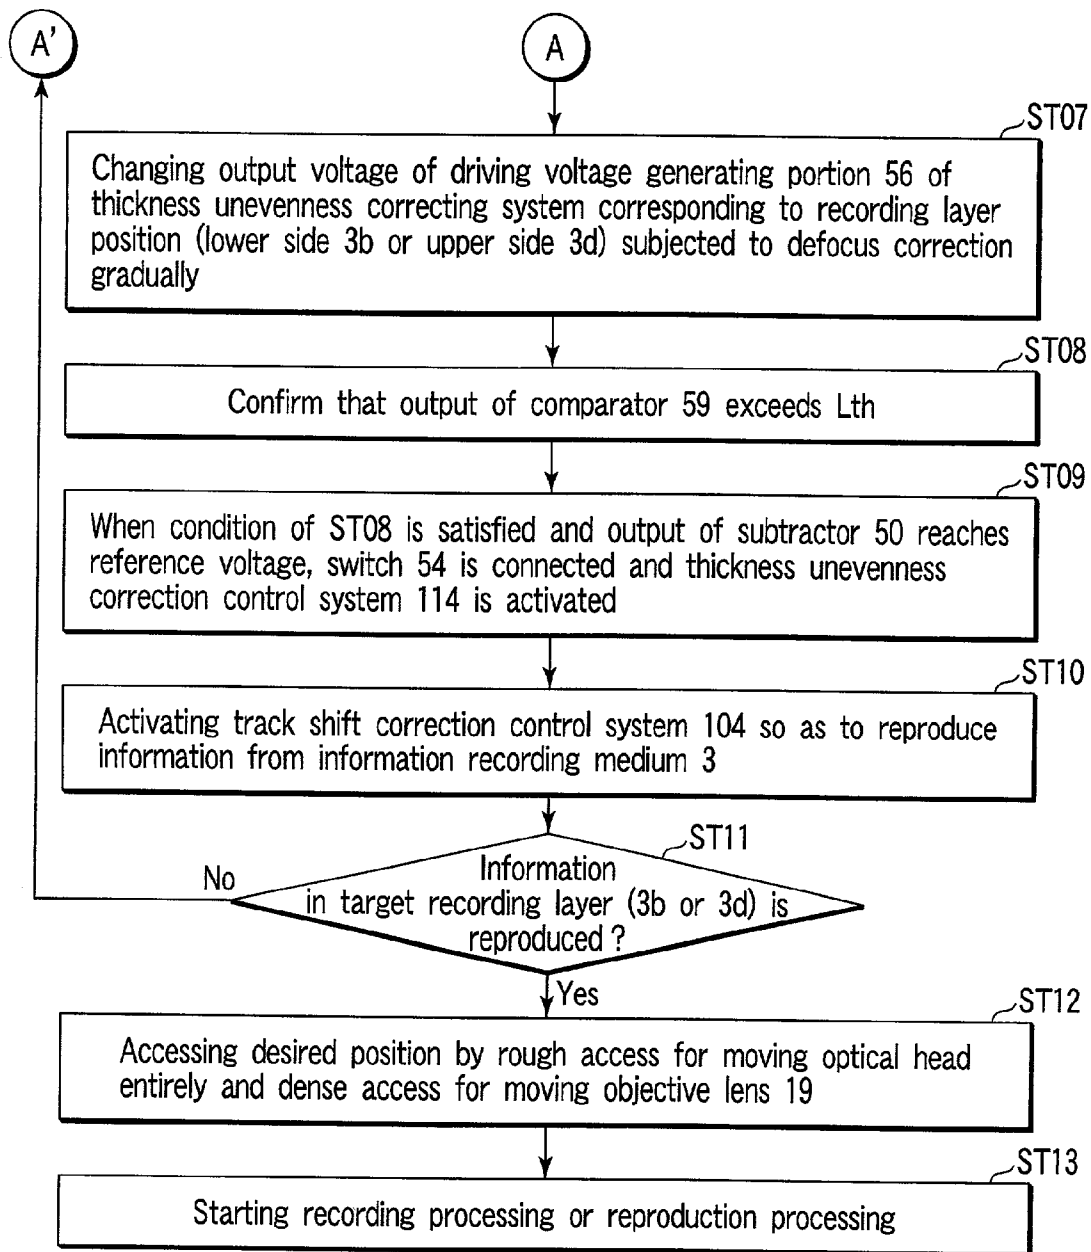 A'
A
ST07
Changing output voltage of driving voltage generating portion 56 of
thickness unevenness correcting system corresponding to recording layer
position (lower side 3b or upper side 3d) subjected to defocus correction
gradually
ST08
Confirm that output of comparator 59 exceeds Lth
ST09
When condition of ST08 is satisfied and output of subtractor 50 reaches
reference voltage, switch 54 is connected and thickness unevenness
correction control system 114 is activated
ST10
Activating track shift correction control system 104 so as to reproduce
information from information recording medium 3
ST11
Information
in target recording layer (3b or 3d) is
reproduced ?
No
Yes
ST12
Accessing desired position by rough access for moving optical head
entirely and dense access for moving objective lens 19
ST13
Starting recording processing or reproduction processing